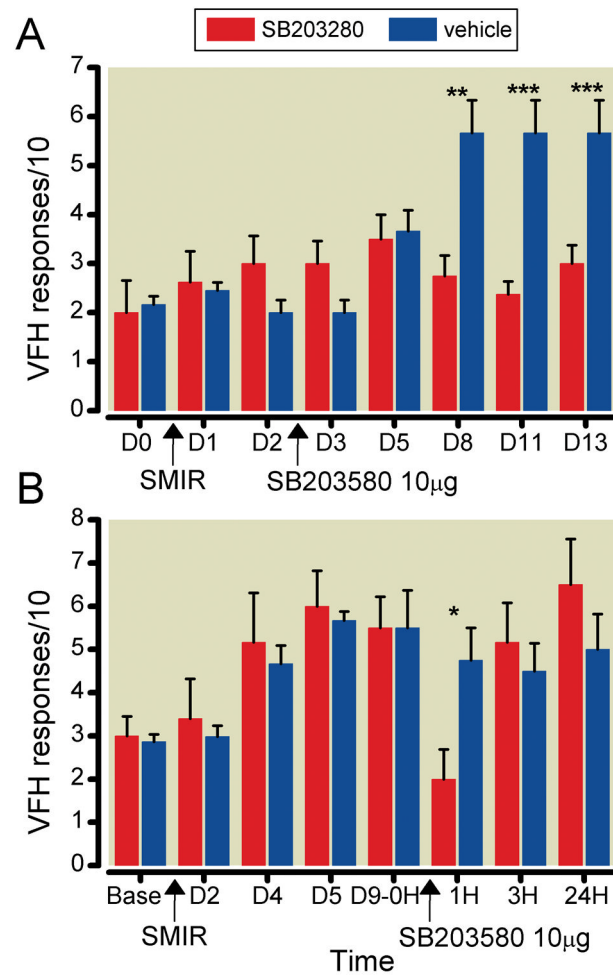 SB203280 vehicle
A
VFH responses/10
7
6
5
4
3
2
1
0
** *** ***
D0 D1 D2 D3 D5 D8 D11 D13
SMIR SB203580 10μg
B
VFH responses/10
8
7
6
5
4
3
2
1
0
*
Base D2 D4 D5 D9-0H 1H 3H 24H
SMIR SB203580 10μg
Time